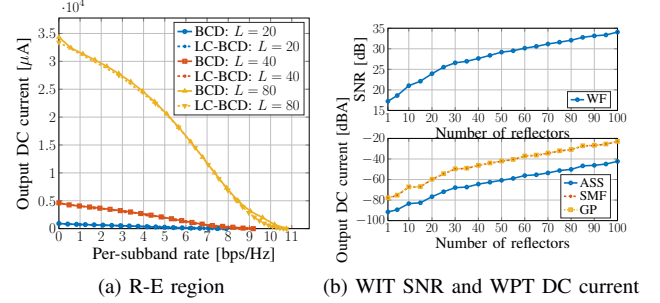 ·10⁴
3.5
3
2.5
2
1.5
1
0.5
0
0 1 2 3 4 5 6 7 8 9 10 11
Output DC current [μA]
Per-subband rate [bps/Hz]
BCD: L = 20
LC-BCD: L = 20
BCD: L = 40
LC-BCD: L = 40
BCD: L = 80
LC-BCD: L = 80
(a) R-E region
35
31
27
23
19
15
1 10 20 30 40 50 60 70 80 90 100
SNR [dB]
Number of reflectors
WF
−20
−40
−60
−80
−100
1 10 20 30 40 50 60 70 80 90 100
Output DC current [dBA]
Number of reflectors
ASS
SMF
GP
(b) WIT SNR and WPT DC current